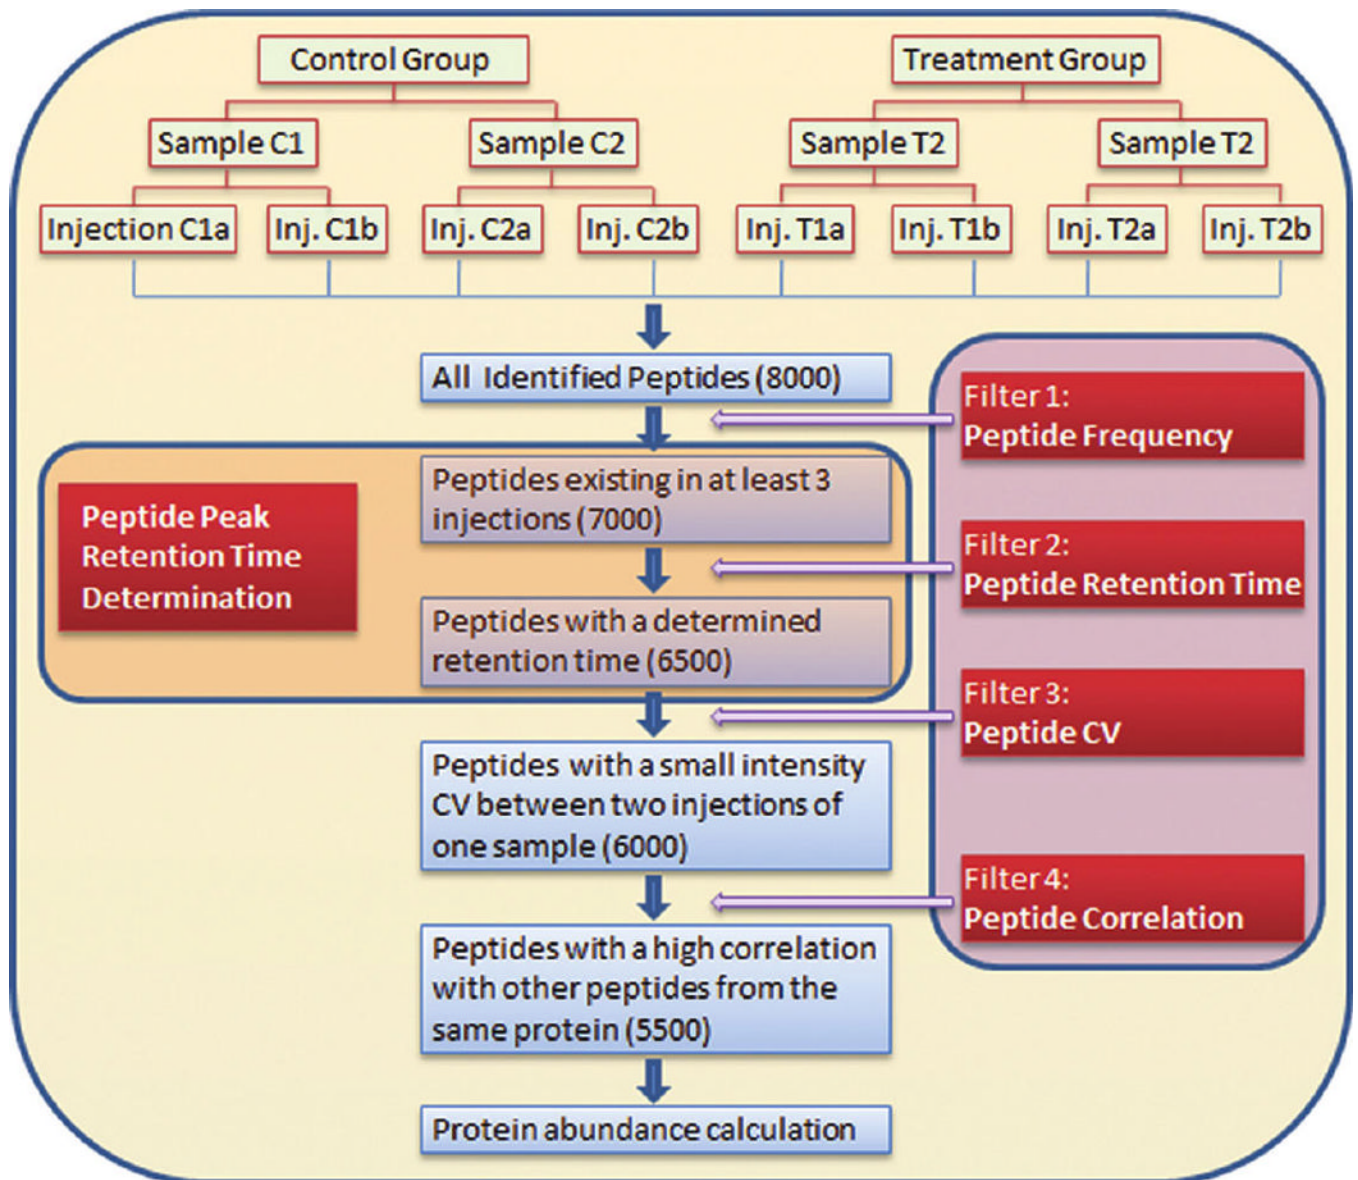 Control Group
Treatment Group
Sample C1
Sample C2
Sample T2
Sample T2
Injection C1a
Inj. C1b
Inj. C2a
Inj. C2b
Inj. T1a
Inj. T1b
Inj. T2a
Inj. T2b
All Identified Peptides (8000)
Filter 1:
Peptide Frequency
Peptides existing in at least 3
injections (7000)
Peptide Peak
Retention Time
Determination
Filter 2:
Peptide Retention Time
Peptides with a determined
retention time (6500)
Filter 3:
Peptide CV
Peptides with a small intensity
CV between two injections of
one sample (6000)
Filter 4:
Peptide Correlation
Peptides with a high correlation
with other peptides from the
same protein (5500)
Protein abundance calculation